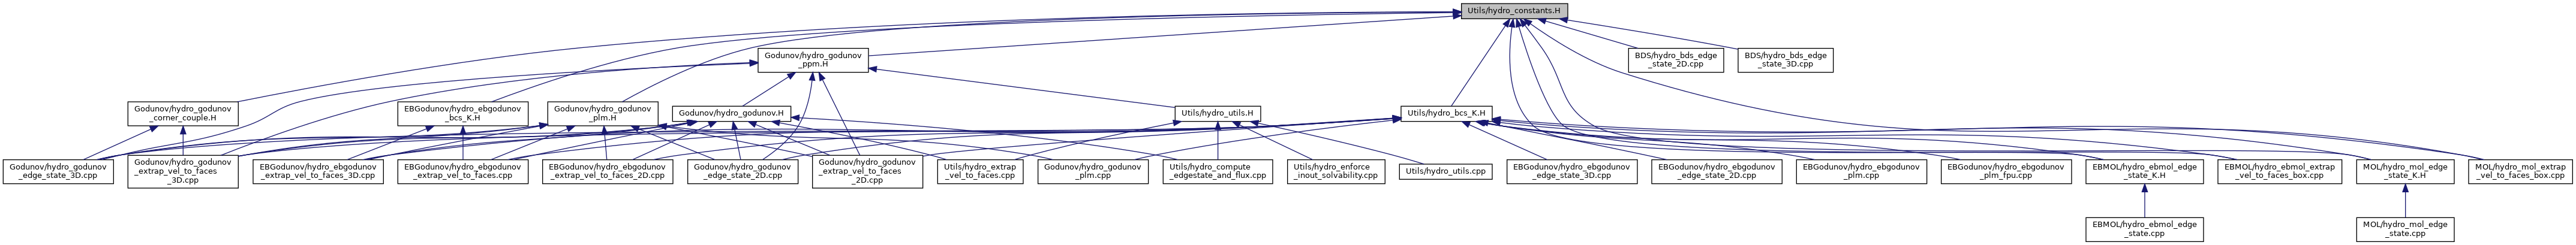 Utils/hydro_constants.H
Godunov/hydro_godunov
_ppm.H
BDS/hydro_bds_edge
_state_2D.cpp
BDS/hydro_bds_edge
_state_3D.cpp
Godunov/hydro_godunov
_corner_couple.H
EBGodunov/hydro_ebgodunov
_bcs_K.H
Godunov/hydro_godunov
_plm.H
Godunov/hydro_godunov.H
Utils/hydro_utils.H
Utils/hydro_bcs_K.H
Godunov/hydro_godunov
_edge_state_3D.cpp
Godunov/hydro_godunov
_extrap_vel_to_faces
_3D.cpp
EBGodunov/hydro_ebgodunov
_extrap_vel_to_faces_3D.cpp
EBGodunov/hydro_ebgodunov
_extrap_vel_to_faces.cpp
EBGodunov/hydro_ebgodunov
_extrap_vel_to_faces_2D.cpp
Godunov/hydro_godunov
_edge_state_2D.cpp
Godunov/hydro_godunov
_extrap_vel_to_faces
_2D.cpp
Utils/hydro_extrap
_vel_to_faces.cpp
Godunov/hydro_godunov
_plm.cpp
Utils/hydro_compute
_edgestate_and_flux.cpp
Utils/hydro_enforce
_inout_solvability.cpp
Utils/hydro_utils.cpp
EBGodunov/hydro_ebgodunov
_edge_state_3D.cpp
EBGodunov/hydro_ebgodunov
_edge_state_2D.cpp
EBGodunov/hydro_ebgodunov
_plm.cpp
EBGodunov/hydro_ebgodunov
_plm_fpu.cpp
EBMOL/hydro_ebmol_edge
_state_K.H
EBMOL/hydro_ebmol_extrap
_vel_to_faces_box.cpp
MOL/hydro_mol_edge
_state_K.H
MOL/hydro_mol_extrap
_vel_to_faces_box.cpp
EBMOL/hydro_ebmol_edge
_state.cpp
MOL/hydro_mol_edge
_state.cpp